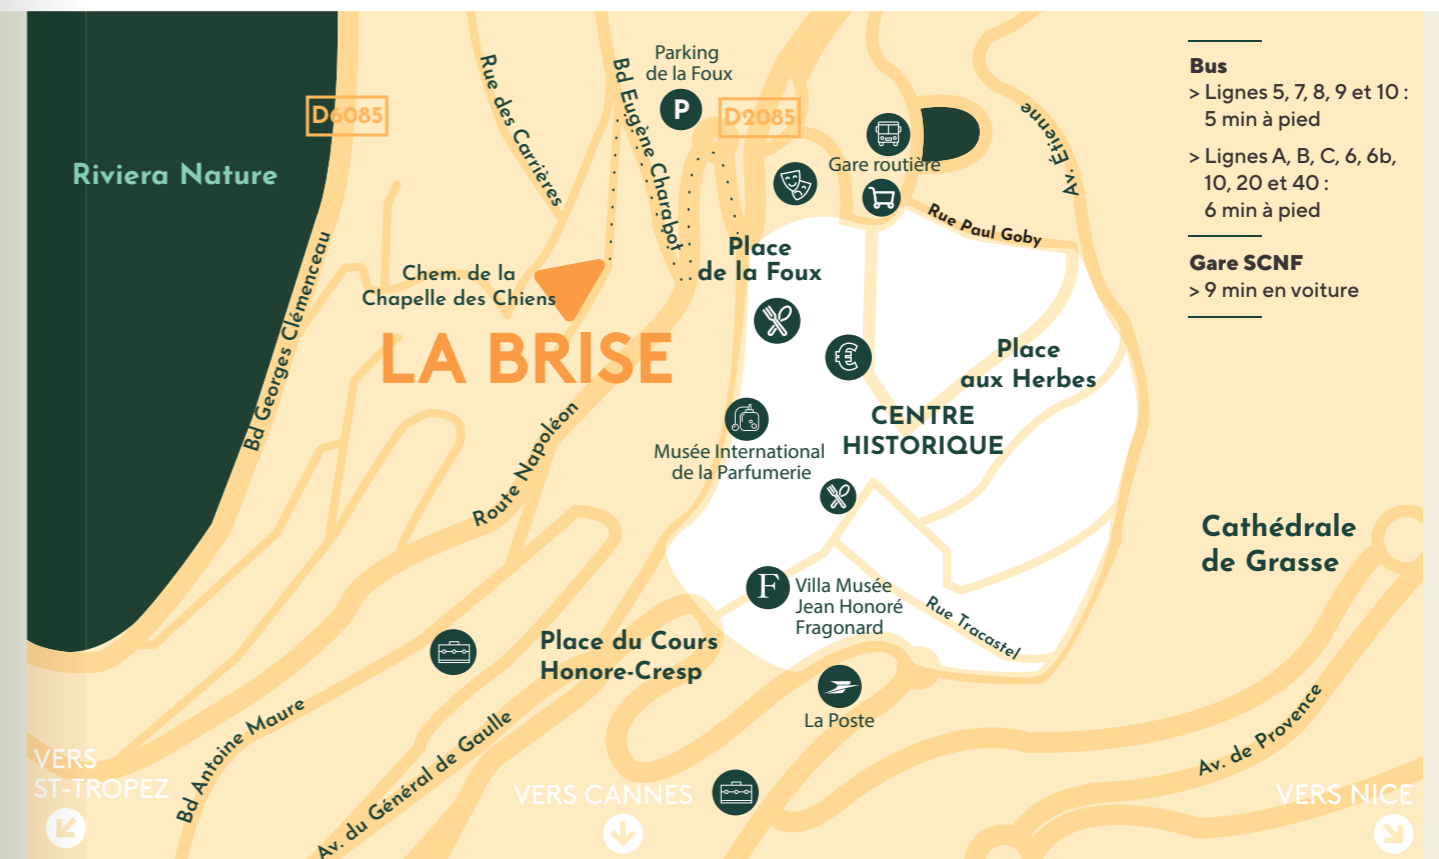 Parking
de la Foux
P
D6085
D2085
Rue des Carrières
Bd Eugène Charabot
Av. Étienne
Gare routière
Riviera Nature
Rue Paul Goby
Place
de la Foux
Chem. de la
Chapelle des Chiens
LA BRISE
Bd Georges Clémenceau
€
Place
aux Herbes
CENTRE
HISTORIQUE
Musée International
de la Parfumerie
Route Napoléon
F
Villa Musée
Jean Honoré
Fragonard
Rue Tracastel
Place du Cours
Honore-Cresp
La Poste
Cathédrale
de Grasse
Bd Antoine Maure
Av. du Général de Gaulle
Av. de Provence
VERS
ST-TROPEZ
VERS CANNES
VERS NICE
Bus
> Lignes 5, 7, 8, 9 et 10 :
5 min à pied
> Lignes A, B, C, 6, 6b,
10, 20 et 40 :
6 min à pied
Gare SCNF
> 9 min en voiture